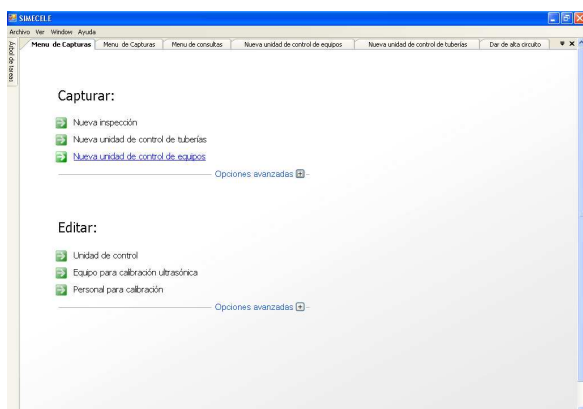 SIMECELE
Archivo Ver Window Ayuda
Menu de Capturas Menu de Capturas Menu de consultas Nueva unidad de control de equipos Nueva unidad de control de tuberías Dar de alta circuito
Árbol de tareas
Capturar:
Nueva inspección
Nueva unidad de control de tuberías
Nueva unidad de control de equipos
Opciones avanzadas
Editar:
Unidad de control
Equipo para calibración ultrasónica
Personal para calibración
Opciones avanzadas